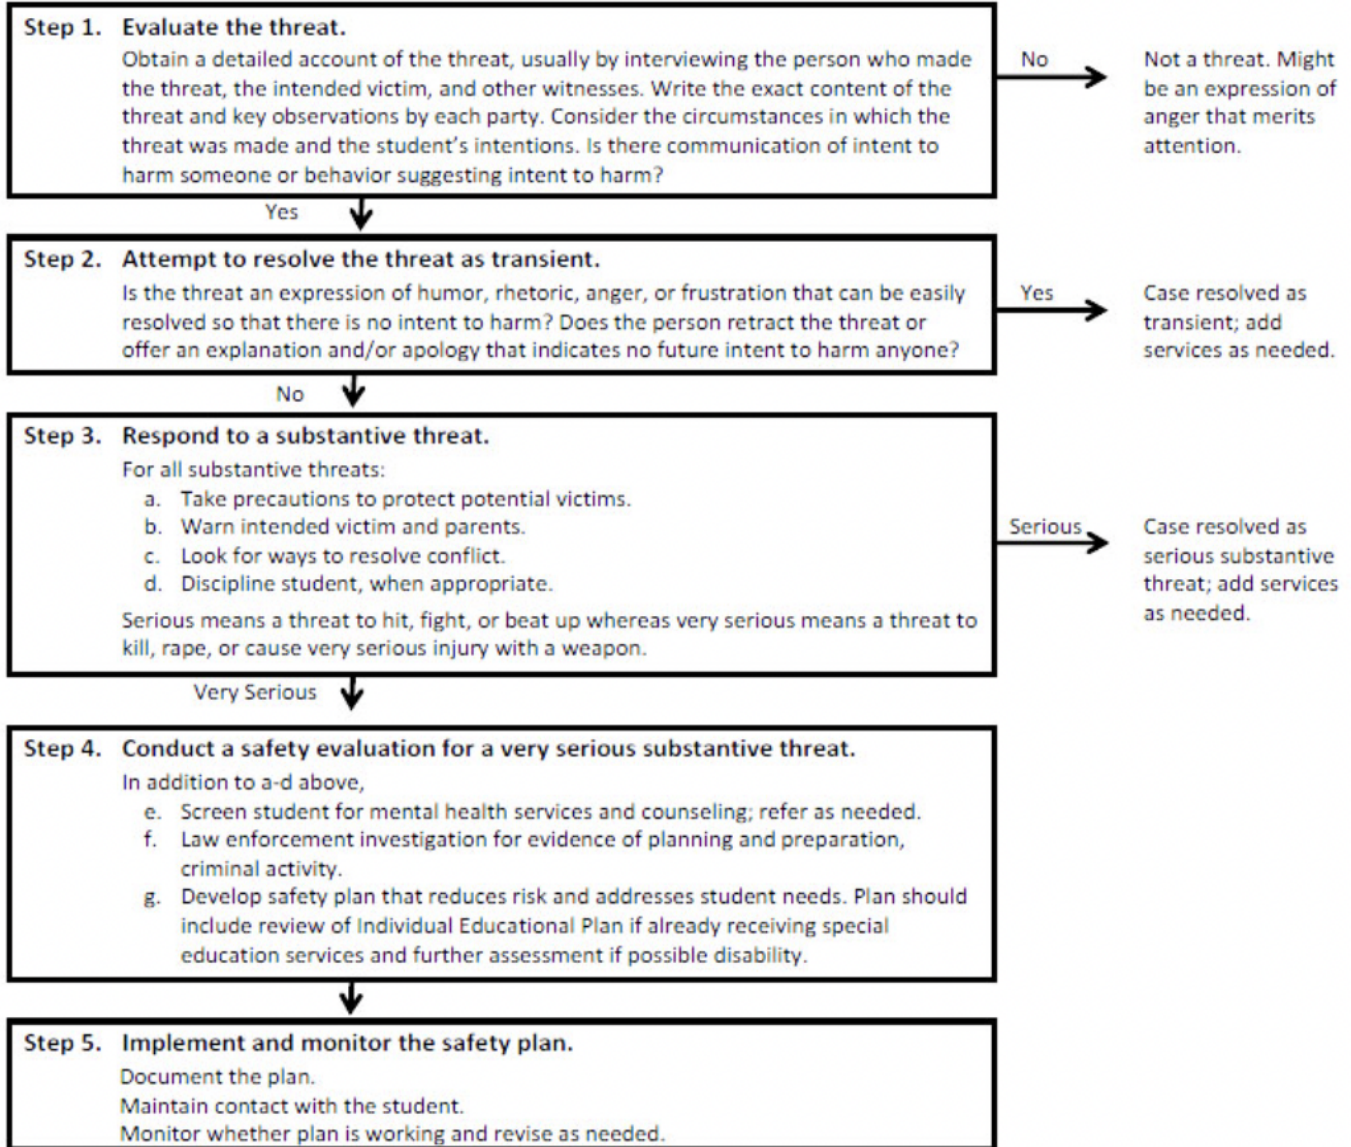 Step 1. Evaluate the threat.
Obtain a detailed account of the threat, usually by interviewing the person who made
the threat, the intended victim, and other witnesses. Write the exact content of the
threat and key observations by each party. Consider the circumstances in which the
threat was made and the student's intentions. Is there communication of intent to
harm someone or behavior suggesting intent to harm?
No
Not a threat. Might
be an expression of
anger that merits
attention.
Yes
Step 2. Attempt to resolve the threat as transient.
Is the threat an expression of humor, rhetoric, anger, or frustration that can be easily
resolved so that there is no intent to harm? Does the person retract the threat or
offer an explanation and/or apology that indicates no future intent to harm anyone?
Yes
Case resolved as
transient; add
services as needed.
No
Step 3. Respond to a substantive threat.
For all substantive threats:
a. Take precautions to protect potential victims.
b. Warn intended victim and parents.
c. Look for ways to resolve conflict.
d. Discipline student, when appropriate.
Serious means a threat to hit, fight, or beat up whereas very serious means a threat to
kill, rape, or cause very serious injury with a weapon.
Serious
Case resolved as
serious substantive
threat; add services
as needed.
Very Serious
Step 4. Conduct a safety evaluation for a very serious substantive threat.
In addition to a-d above,
e. Screen student for mental health services and counseling; refer as needed.
f. Law enforcement investigation for evidence of planning and preparation,
criminal activity.
g. Develop safety plan that reduces risk and addresses student needs. Plan should
include review of Individual Educational Plan if already receiving special
education services and further assessment if possible disability.
Step 5. Implement and monitor the safety plan.
Document the plan.
Maintain contact with the student.
Monitor whether plan is working and revise as needed.